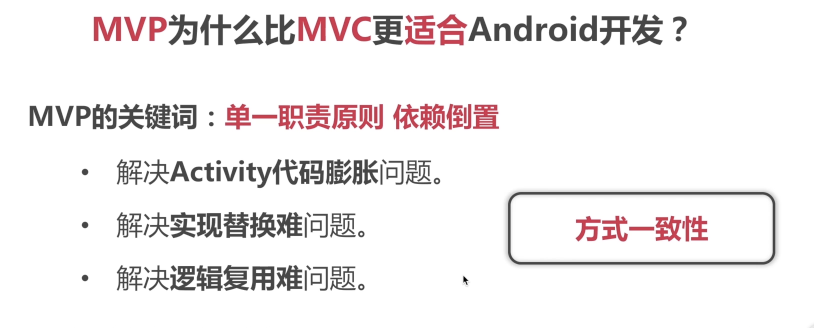 MVP为什么比MVC更适合Android开发？
MVP的关键词：单一职责原则 依赖倒置
• 解决Activity代码膨胀问题。
• 解决实现替换难问题。
方式一致性
• 解决逻辑复用难问题。